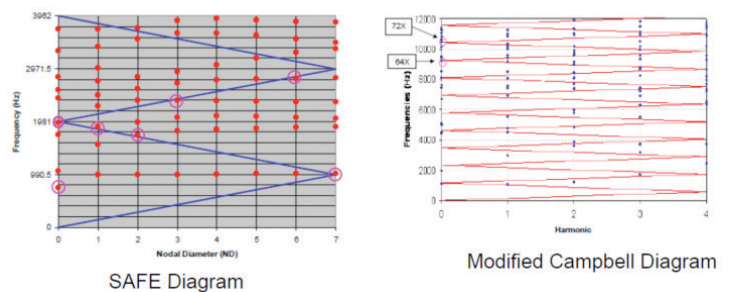 3962
2971.5
1981
990.5
0
Frequency (Hz)
0 1 2 3 4 5 6 7
Nodal Diameter (ND)
SAFE Diagram
72X
64X
12000
10000
8000
6000
4000
2000
0
Frequencies (Hz)
0 1 2 3 4
Harmonic
Modified Campbell Diagram